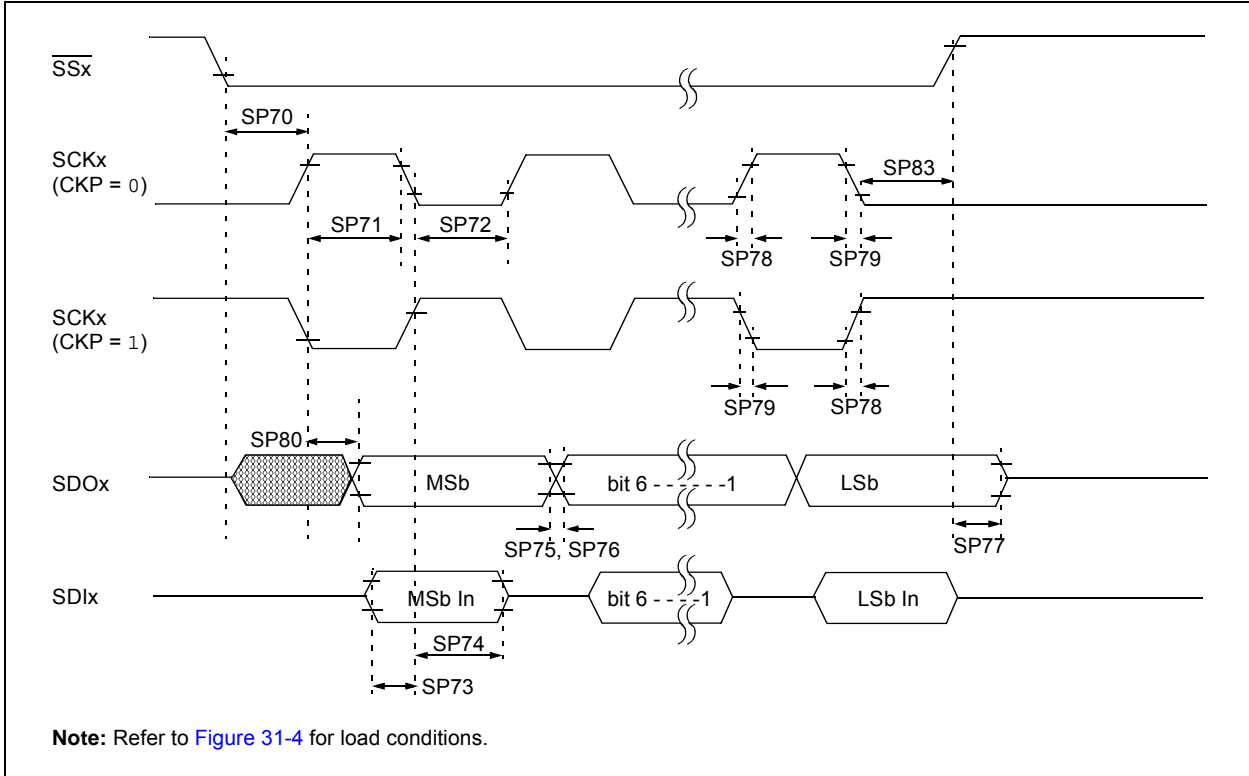 SSx
SP70
SCKx
(CKP = 0)
SP83
SP71
SP72
SP78
SP79
SCKx
(CKP = 1)
SP79
SP78
SP80
SDOx
MSb
bit 6 - - - - - - -1
LSb
SP75, SP76
SP77
SDIx
MSb In
bit 6 - - - - -1
LSb In
SP74
SP73
Note: Refer to Figure 31-4 for load conditions.